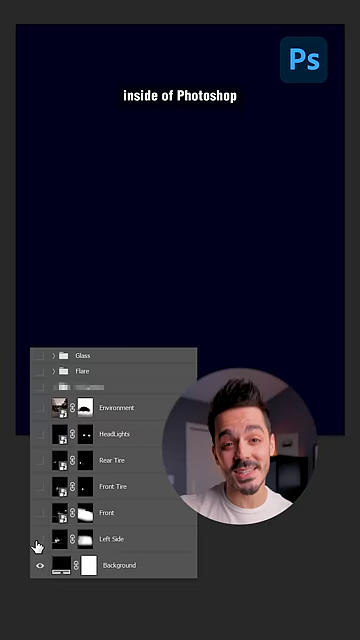 Ps
inside of Photoshop
Glass
Flare
Environment
HeadLights
Rear Tire
Front Tire
Front
Left Side
Background